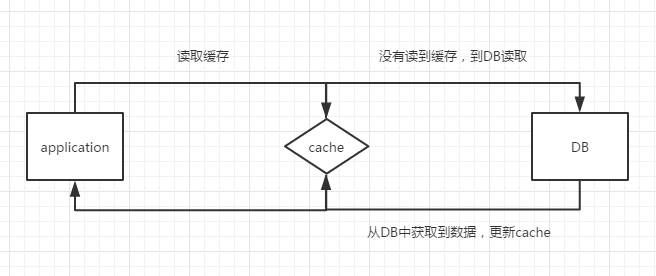 读取缓存
没有读到缓存，到DB读取
application
cache
DB
从DB中获取到数据，更新cache